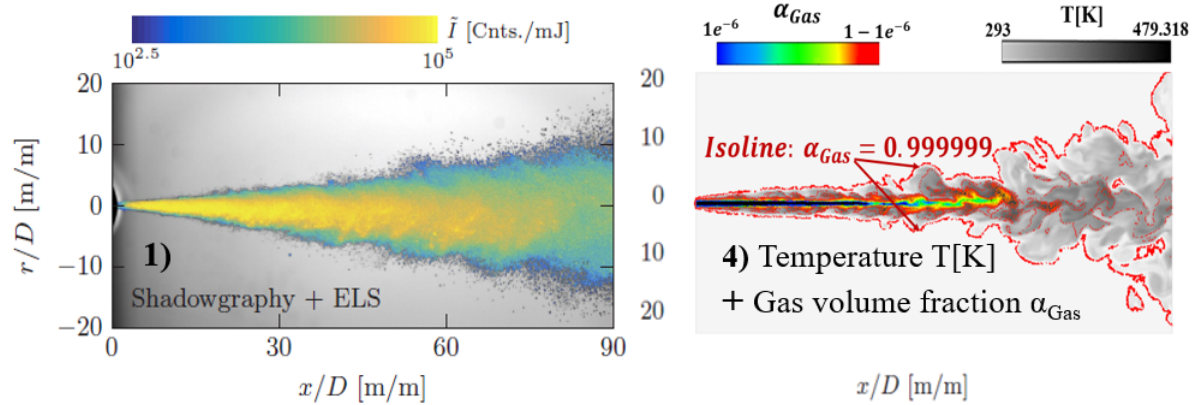 Ĩ [Cnts./mJ]
10^2.5 10^5
20
10
0
−10
−20
r/D [m/m]
1)
Shadowgraphy + ELS
0 30 60 90
x/D [m/m]
α_Gas
1e^-6 1 − 1e^-6
T[K]
293 479.318
20
10
0
10
20
Isoline: α_Gas = 0.999999
4) Temperature T[K]
+ Gas volume fraction α_Gas
x/D [m/m]